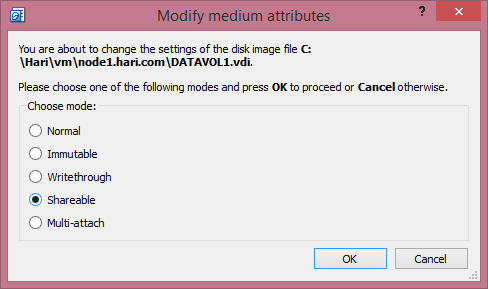 Modify medium attributes
?
You are about to change the settings of the disk image file C:
\Hari\vm\node1.hari.com\DATAVOL1.vdi.
Please choose one of the following modes and press OK to proceed or Cancel otherwise.
Choose mode:
Normal
Immutable
Writethrough
Shareable
Multi-attach
OK Cancel